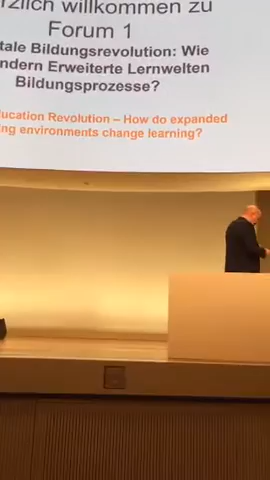 rzlich willkommen zu
Forum 1
tale Bildungsrevolution: Wie
ndern Erweiterte Lernwelten
Bildungsprozesse?
ucation Revolution – How do expanded
ng environments change learning?